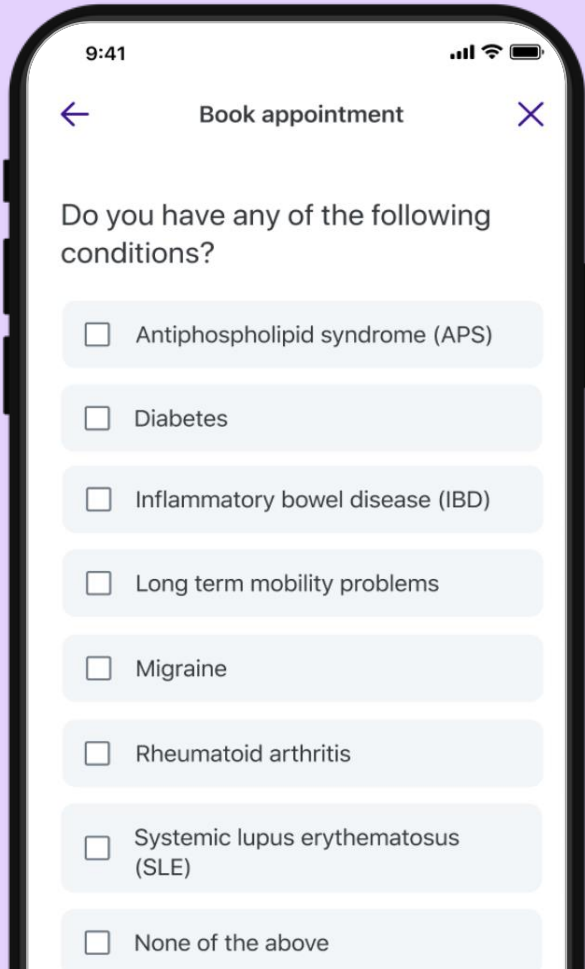 9:41
Book appointment
Do you have any of the following
conditions?
Antiphospholipid syndrome (APS)
Diabetes
Inflammatory bowel disease (IBD)
Long term mobility problems
Migraine
Rheumatoid arthritis
Systemic lupus erythematosus
(SLE)
None of the above